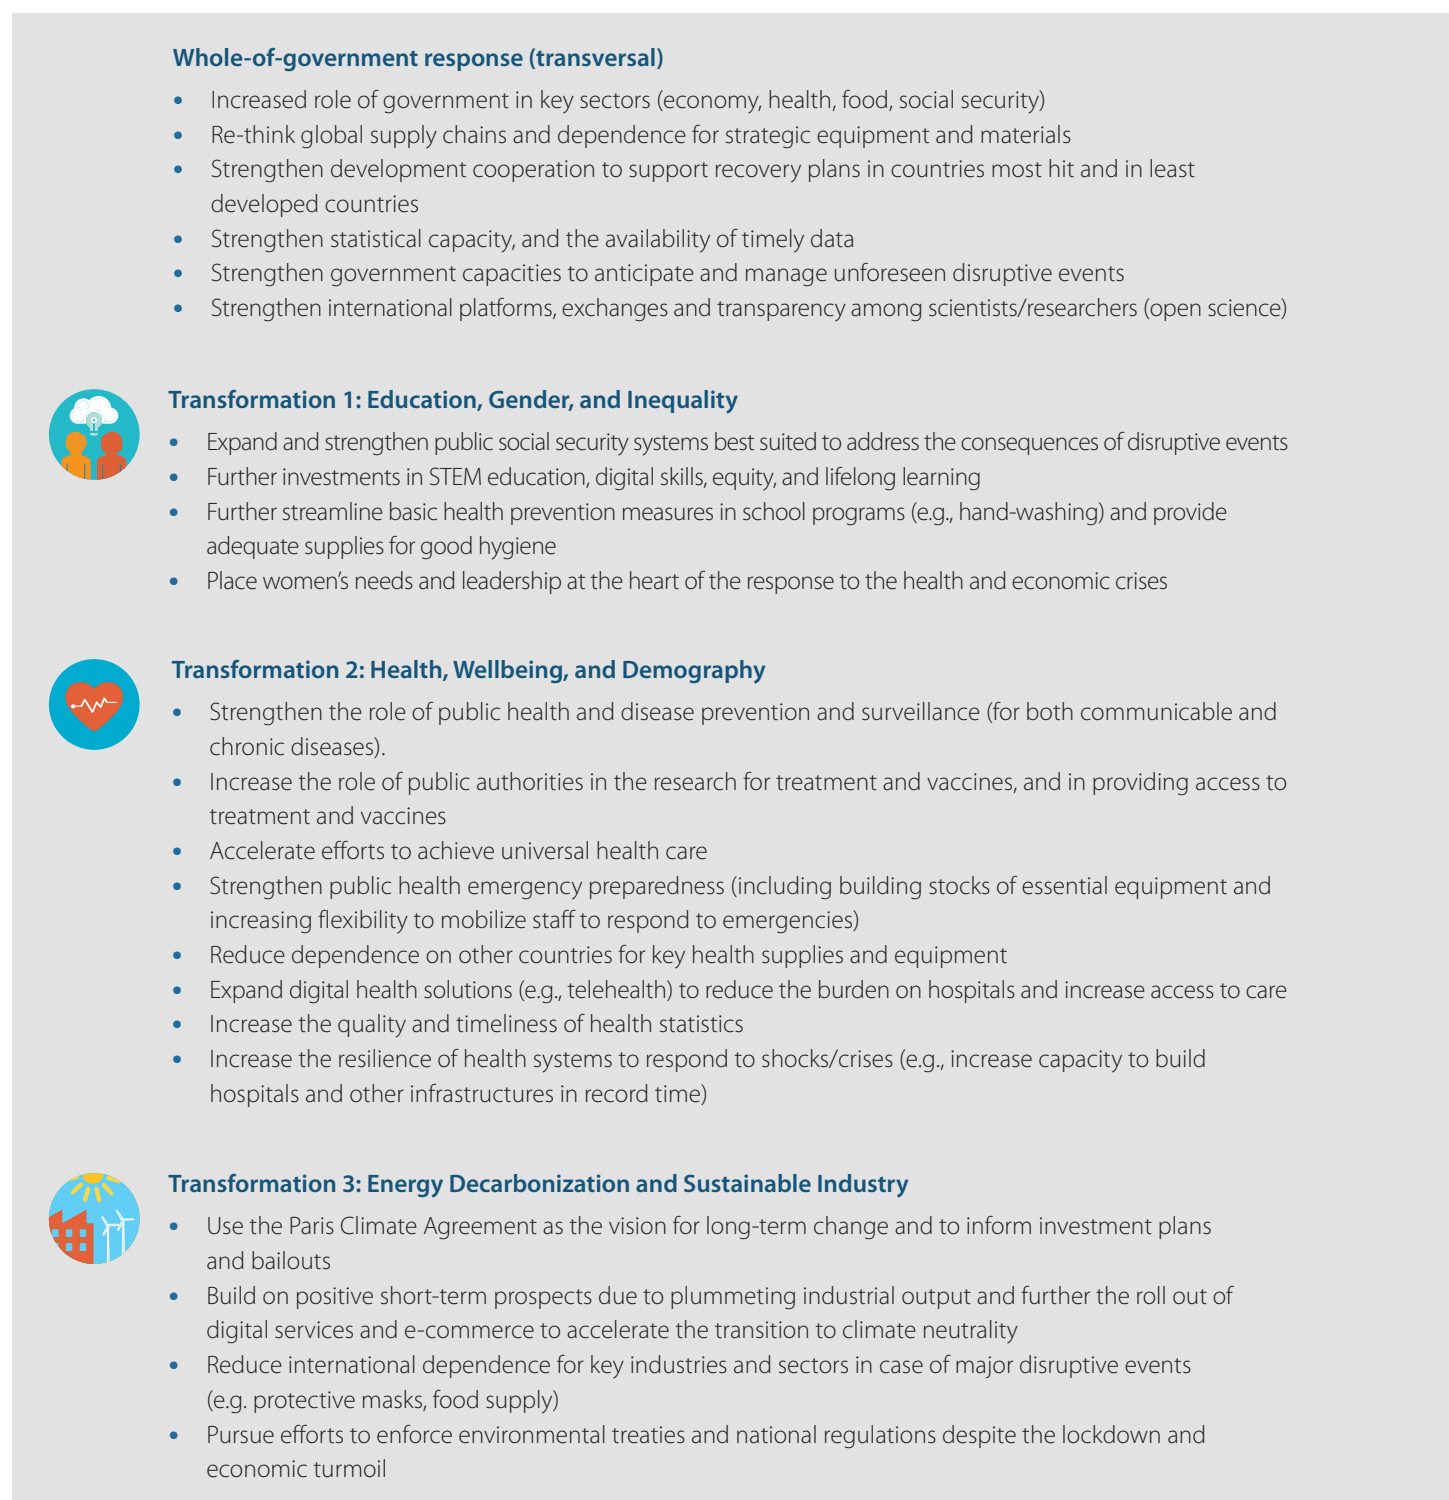 Whole-of-government response (transversal)
• Increased role of government in key sectors (economy, health, food, social security)
• Re-think global supply chains and dependence for strategic equipment and materials
• Strengthen development cooperation to support recovery plans in countries most hit and in least
developed countries
• Strengthen statistical capacity, and the availability of timely data
• Strengthen government capacities to anticipate and manage unforeseen disruptive events
• Strengthen international platforms, exchanges and transparency among scientists/researchers (open science)
Transformation 1: Education, Gender, and Inequality
• Expand and strengthen public social security systems best suited to address the consequences of disruptive events
• Further investments in STEM education, digital skills, equity, and lifelong learning
• Further streamline basic health prevention measures in school programs (e.g., hand-washing) and provide
adequate supplies for good hygiene
• Place women's needs and leadership at the heart of the response to the health and economic crises
Transformation 2: Health, Wellbeing, and Demography
• Strengthen the role of public health and disease prevention and surveillance (for both communicable and
chronic diseases).
• Increase the role of public authorities in the research for treatment and vaccines, and in providing access to
treatment and vaccines
• Accelerate efforts to achieve universal health care
• Strengthen public health emergency preparedness (including building stocks of essential equipment and
increasing flexibility to mobilize staff to respond to emergencies)
• Reduce dependence on other countries for key health supplies and equipment
• Expand digital health solutions (e.g., telehealth) to reduce the burden on hospitals and increase access to care
• Increase the quality and timeliness of health statistics
• Increase the resilience of health systems to respond to shocks/crises (e.g., increase capacity to build
hospitals and other infrastructures in record time)
Transformation 3: Energy Decarbonization and Sustainable Industry
• Use the Paris Climate Agreement as the vision for long-term change and to inform investment plans
and bailouts
• Build on positive short-term prospects due to plummeting industrial output and further the roll out of
digital services and e-commerce to accelerate the transition to climate neutrality
• Reduce international dependence for key industries and sectors in case of major disruptive events
(e.g. protective masks, food supply)
• Pursue efforts to enforce environmental treaties and national regulations despite the lockdown and
economic turmoil